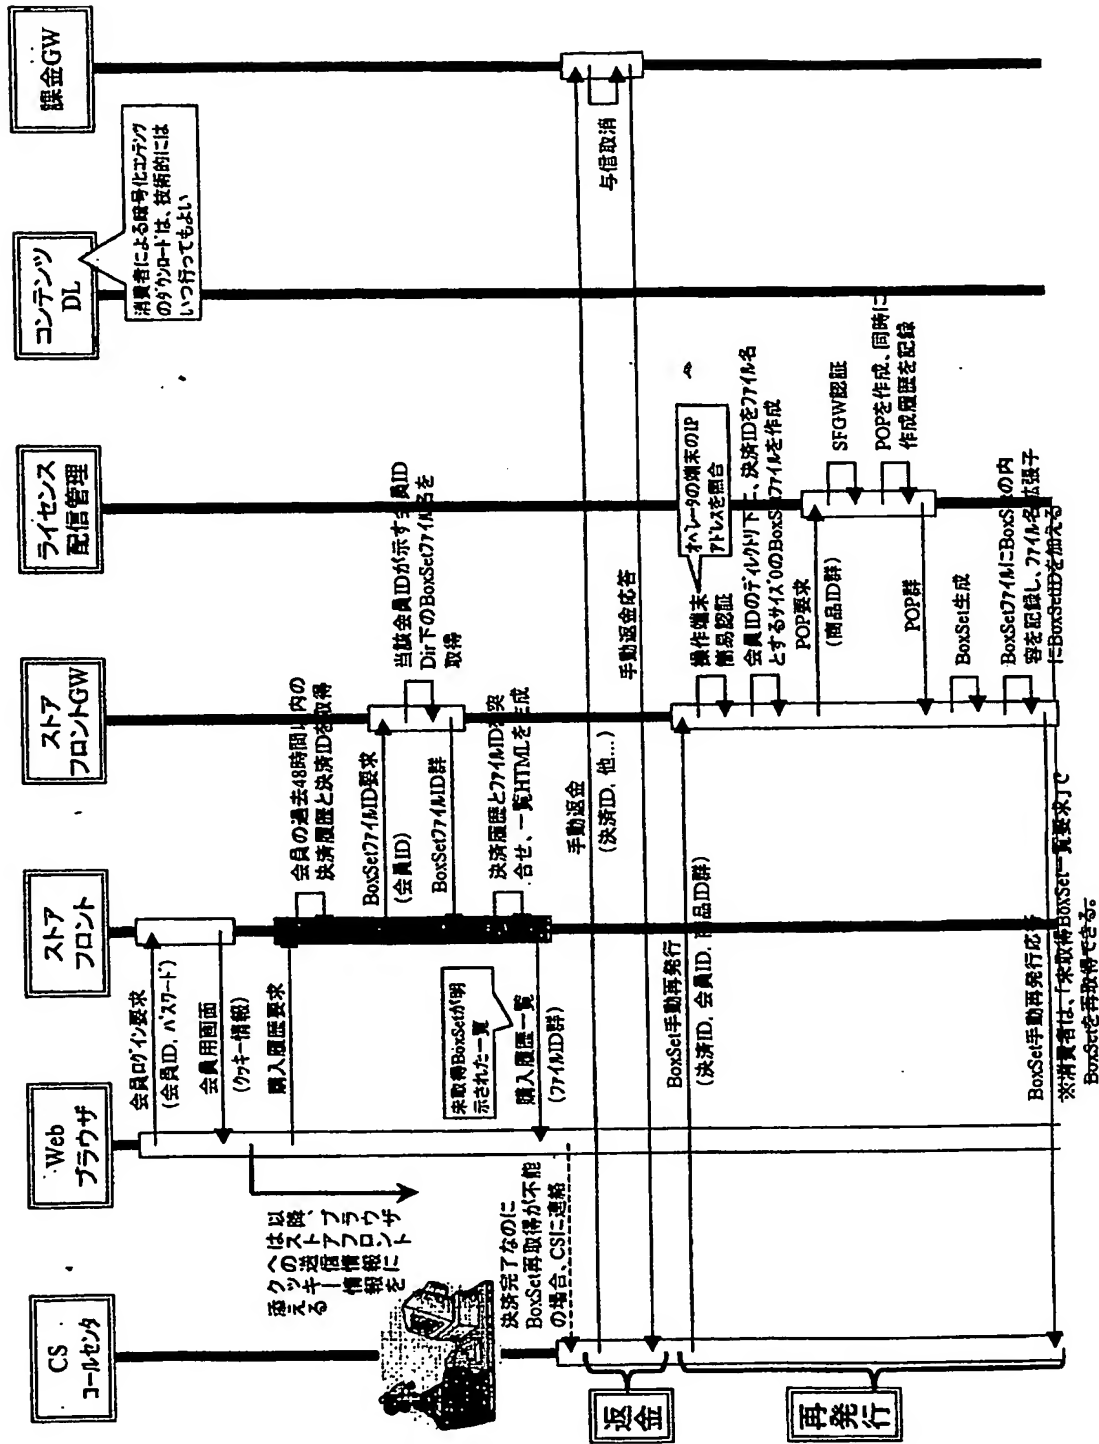 CS
コールセンタ
Web
ブラウザ
ストア
フロント
ストア
フロントGW
ライセンス
配信管理
コンテンツ
DL
課金GW
消費者による暗号化コンテンツ
のダウンロードは、技術的には
いつ行ってもよい
会員ログイン要求
(会員ID, パスワード)
会員用画面
(クッキー情報)
以降、ブラウザ
はストアフロント
への送信情報に
クッキー情報を
添える
購入履歴要求
会員の過去48時間以内の
決済履歴と決済IDを取得
BoxSetファイルID要求
(会員ID)
当該会員IDが示す会員ID
Dir下のBoxSetファイル名を
取得
BoxSetファイルID群
決済履歴とファイルIDを突
合せ、一覧HTMLを作成
未取得BoxSetが明
示された一覧
購入履歴一覧
(ファイルID群)
決済完了なのに
BoxSet再取得が不能
の場合、CSに連絡
返金
手動返金
(決済ID, 他…)
与信取消
手動返金応答
再発行
BoxSet手動再発行
(決済ID, 会員ID, 商品ID群)
操作端末
簡易認証
オペレータの端末のIP
アドレスを照合
会員IDのディレクトリ下に、決済IDをファイル名
とするサイズ0のBoxSetファイルを作成
POP要求
(商品ID群)
SFGW認証
POPを作成、同時に
作成履歴を記録
POP群
BoxSet生成
BoxSetファイルにBoxSetの内
容を記録し、ファイル名拡張子
にBoxSetIDを加える
BoxSet手動再発行応答
※消費者は、「未取得BoxSet一覧要求」で
BoxSetを再取得できる。